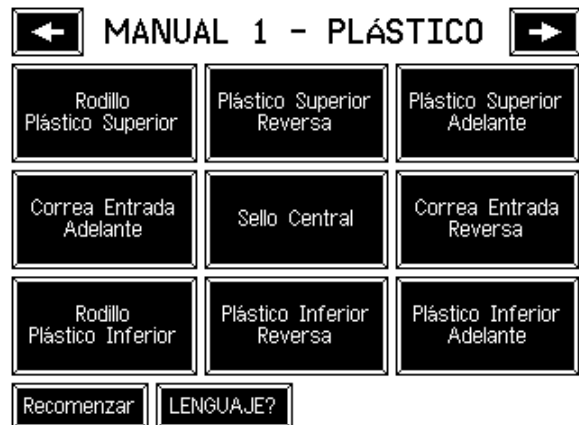 MANUAL 1 - PLÁSTICO
Rodillo
Plástico Superior
Plástico Superior
Reversa
Plástico Superior
Adelante
Correa Entrada
Adelante
Sello Central
Correa Entrada
Reversa
Rodillo
Plástico Inferior
Plástico Inferior
Reversa
Plástico Inferior
Adelante
Recomenzar
LENGUAJE?